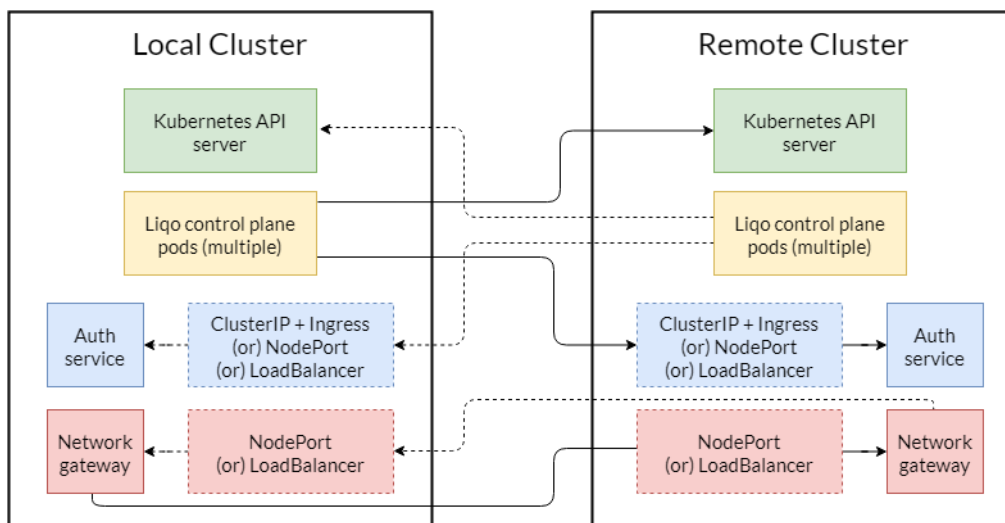 Local Cluster
Kubernetes API
server
Liqo control plane
pods (multiple)
Auth
service
ClusterIP + Ingress
(or) NodePort
(or) LoadBalancer
Network
gateway
NodePort
(or) LoadBalancer
Remote Cluster
Kubernetes API
server
Liqo control plane
pods (multiple)
ClusterIP + Ingress
(or) NodePort
(or) LoadBalancer
Auth
service
NodePort
(or) LoadBalancer
Network
gateway